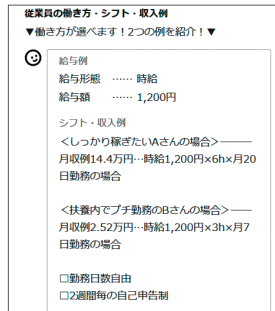 従業員の働き方・シフト・収入例
▼働き方が選べます！2つの例を紹介！▼
給与例
給与形態 …… 時給
給与額 …… 1,200円
シフト・収入例
＜しっかり稼ぎたいAさんの場合＞───
月収例14.4万円…時給1,200円×6h×月20
日勤務の場合
＜扶養内でプチ勤務のBさんの場合＞──
月収例2.52万円…時給1,200円×3h×月7
日勤務の場合
□勤務日数自由
□2週間毎の自己申告制